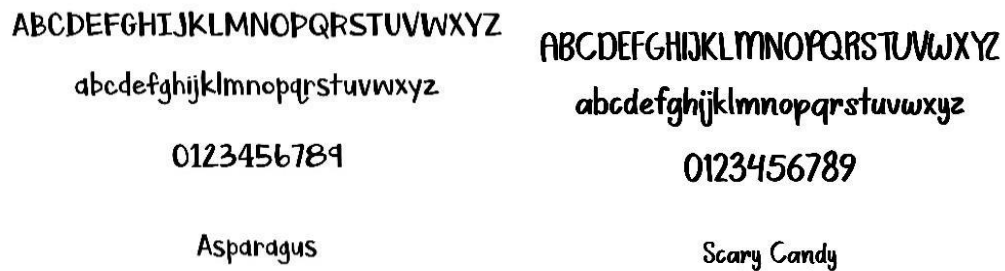 ABCDEFGHIJKLMNOPQRSTUVWXYZ
abcdefghijklmnopqrstuvwxyz
0123456789
Asparagus
ABCDEFGHIJKLMNOPQRSTUVWXYZ
abcdefghijklmnopqrstuvwxyz
0123456789
Scary Candy